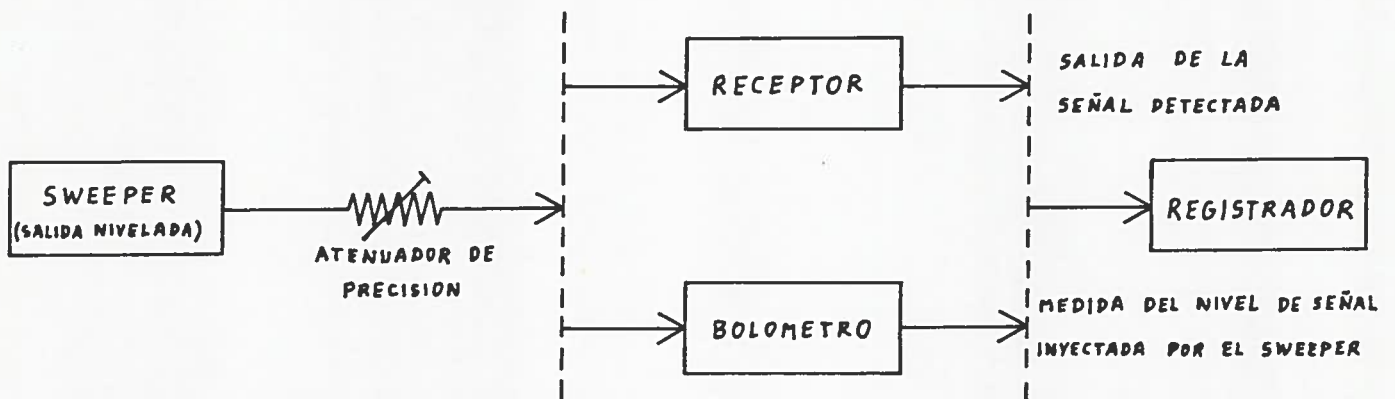 SWEEPER
(SALIDA NIVELADA)
ATENUADOR DE
PRECISION
RECEPTOR
BOLOMETRO
SALIDA DE LA
SEÑAL DETECTADA
REGISTRADOR
MEDIDA DEL NIVEL DE SEÑAL
INYECTADA POR EL SWEEPER